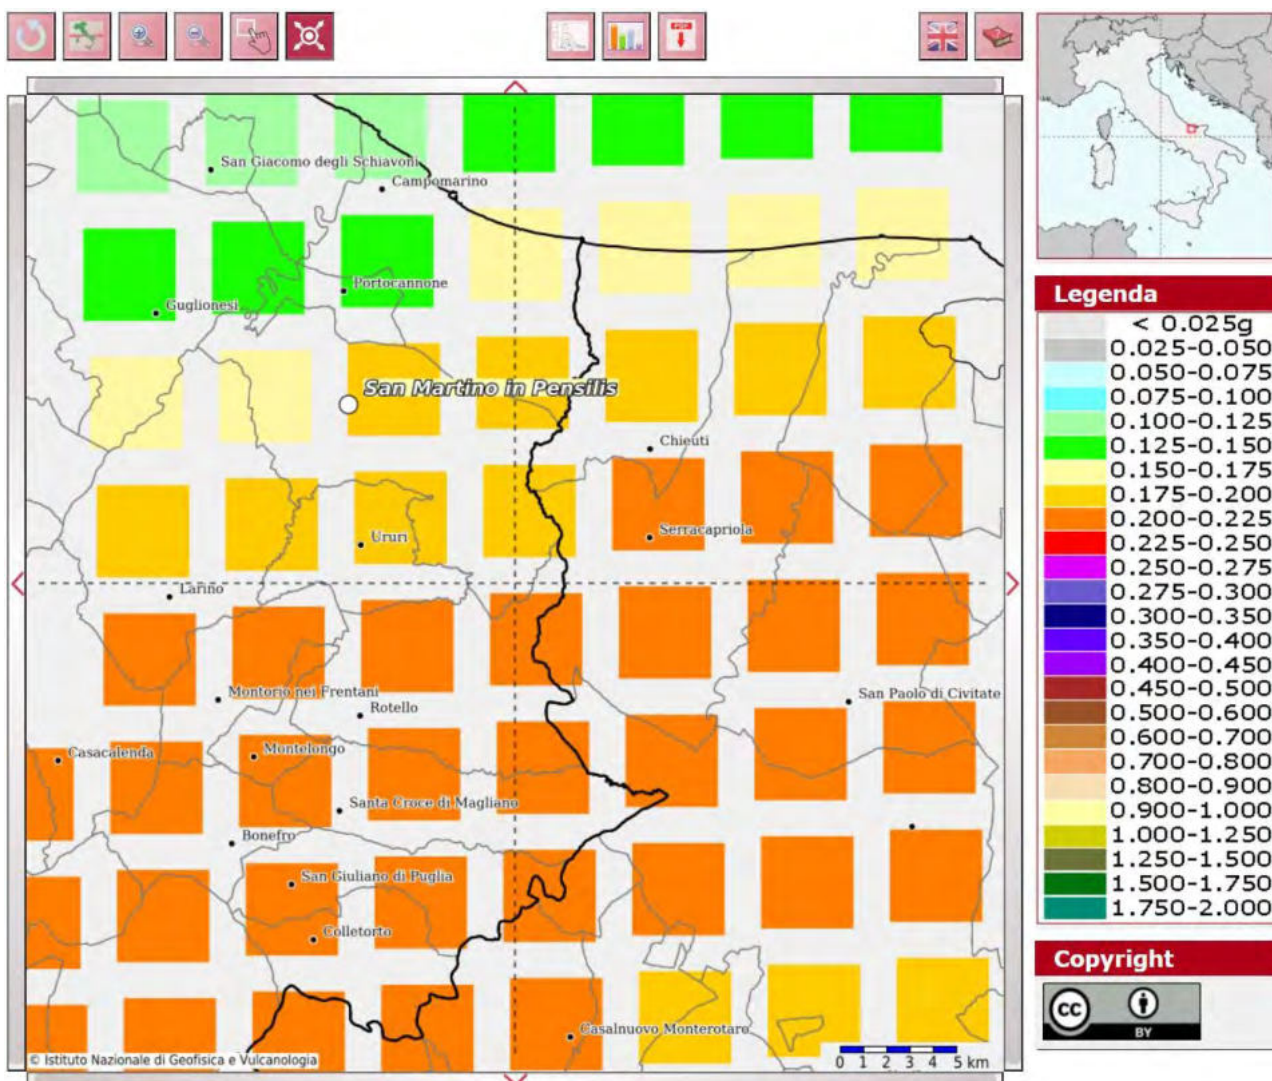 PDF
?
San Giacomo degli Schiavoni
Campomarino
Portocannone
Guglionesi
San Martino in Pensilis
Chieuti
Serracapriola
Ururi
Larino
Montorio nei Frentani
Rotello
San Paolo di Civitate
Casacalenda
Montelongo
Santa Croce di Magliano
Bonefro
San Giuliano di Puglia
Colletorto
Casalnuovo Monterotaro
© Istituto Nazionale di Geofisica e Vulcanologia
0 1 2 3 4 5 km
Legenda
< 0.025g
0.025-0.050
0.050-0.075
0.075-0.100
0.100-0.125
0.125-0.150
0.150-0.175
0.175-0.200
0.200-0.225
0.225-0.250
0.250-0.275
0.275-0.300
0.300-0.350
0.350-0.400
0.400-0.450
0.450-0.500
0.500-0.600
0.600-0.700
0.700-0.800
0.800-0.900
0.900-1.000
1.000-1.250
1.250-1.500
1.500-1.750
1.750-2.000
Copyright
CC
BY